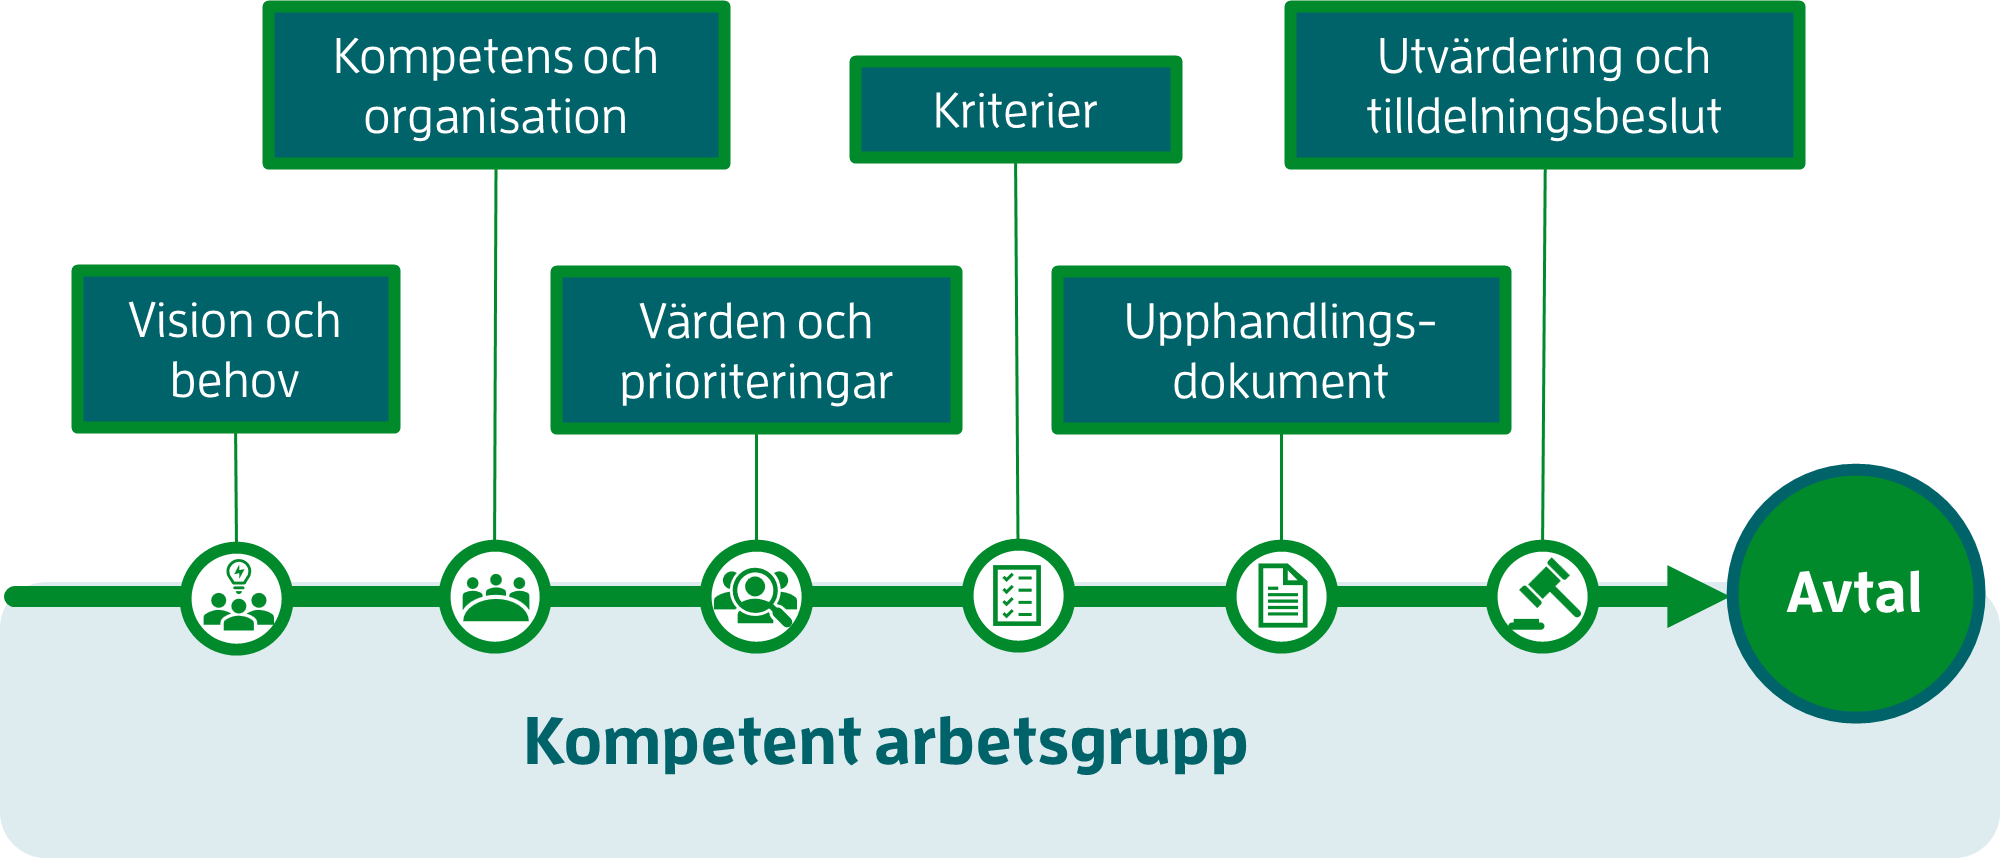 Kompetens och
organisation
Kriterier
Utvärdering och
tilldelningsbeslut
Vision och
behov
Värden och
prioriteringar
Upphandlings-
dokument
Avtal
Kompetent arbetsgrupp